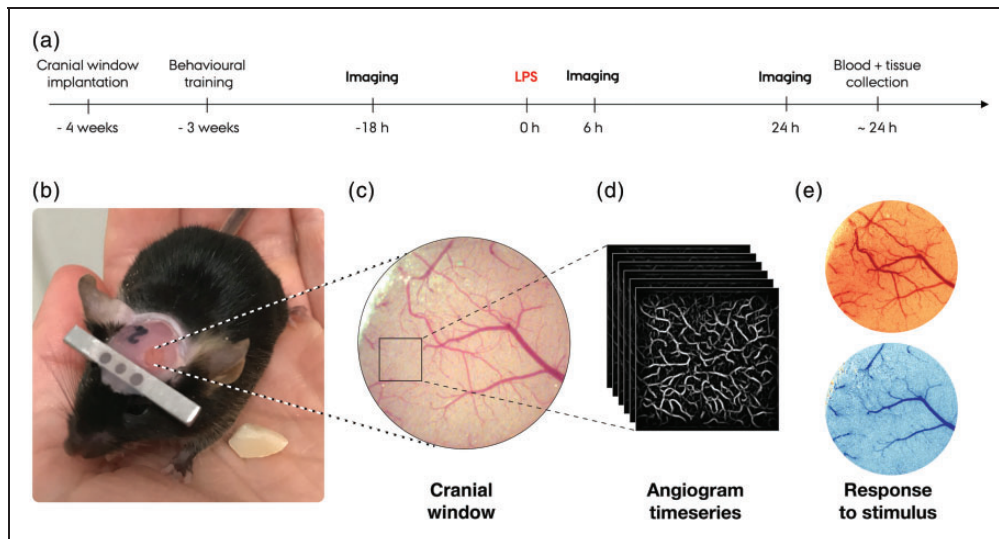 (a)
Cranial window
implantation
Behavioural
training
Imaging
LPS
Imaging
Imaging
Blood + tissue
collection
- 4 weeks
- 3 weeks
-18 h
0 h
6 h
24 h
~ 24 h
(b)
(c)
(d)
(e)
2
Cranial
window
Angiogram
timeseries
Response
to stimulus